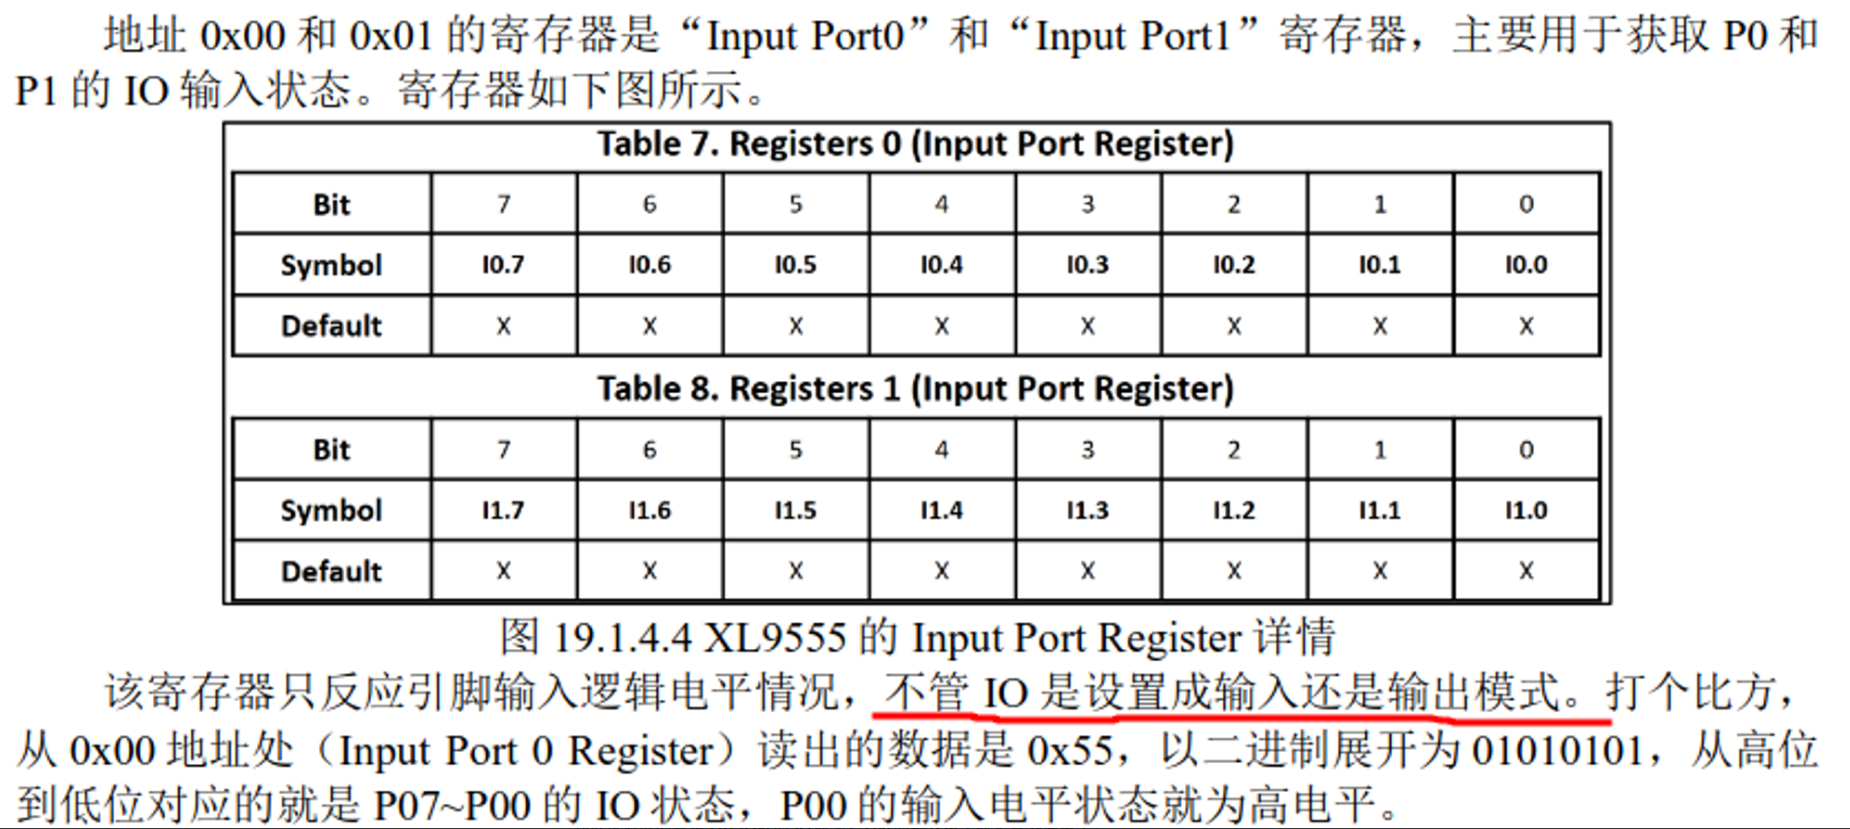 地址 0x00 和 0x01 的寄存器是“Input Port0”和“Input Port1”寄存器，主要用于获取 P0 和
P1 的 IO 输入状态。寄存器如下图所示。
Table 7. Registers 0 (Input Port Register)
Bit 7 6 5 4 3 2 1 0
Symbol I0.7 I0.6 I0.5 I0.4 I0.3 I0.2 I0.1 I0.0
Default X X X X X X X X
Table 8. Registers 1 (Input Port Register)
Bit 7 6 5 4 3 2 1 0
Symbol I1.7 I1.6 I1.5 I1.4 I1.3 I1.2 I1.1 I1.0
Default X X X X X X X X
图 19.1.4.4 XL9555 的 Input Port Register 详情
该寄存器只反应引脚输入逻辑电平情况，不管 IO 是设置成输入还是输出模式。打个比方，
从 0x00 地址处（Input Port 0 Register）读出的数据是 0x55，以二进制展开为 01010101，从高位
到低位对应的就是 P07~P00 的 IO 状态，P00 的输入电平状态就为高电平。